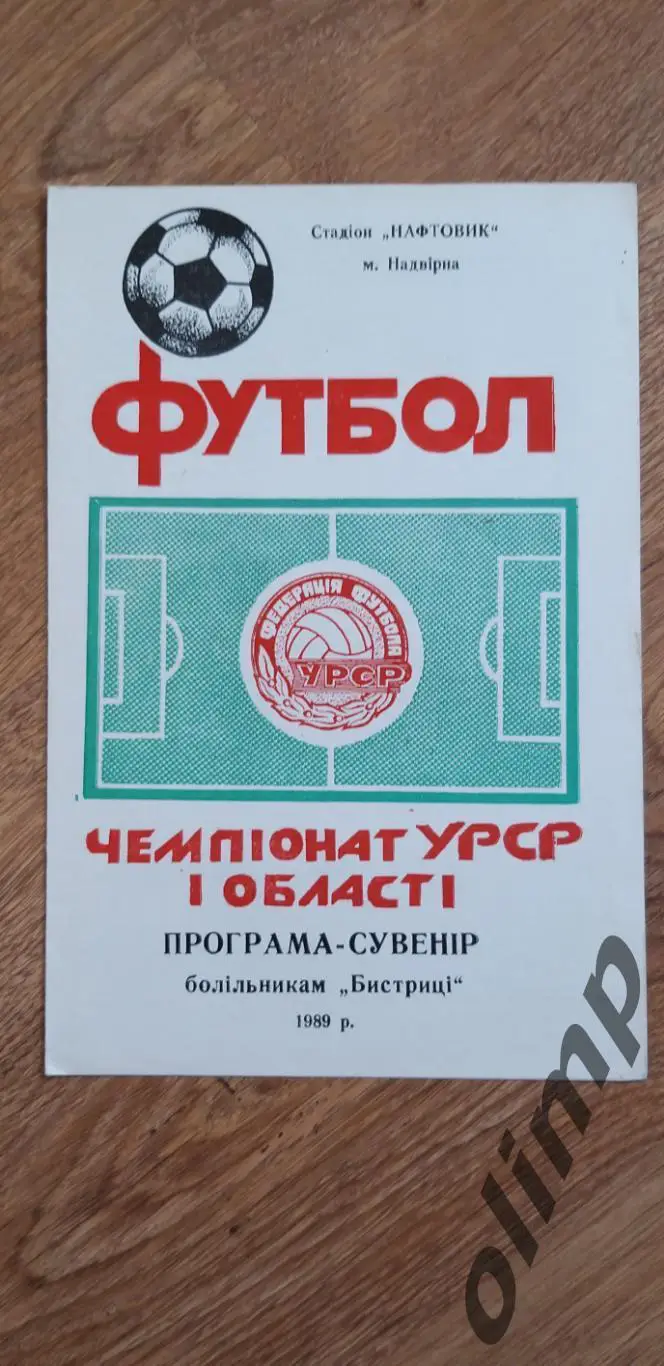 Стадіон „НАФТОВИК“
м. Надвірна
ФУТБОЛ
ФЕДЕРАЦІЯ ФУТБОЛА
УРСР
ЧЕМПІОНАТ УРСР
І ОБЛАСТІ
ПРОГРАМА-СУВЕНІР
болільникам „Бистриці“
1989 р.
olimp